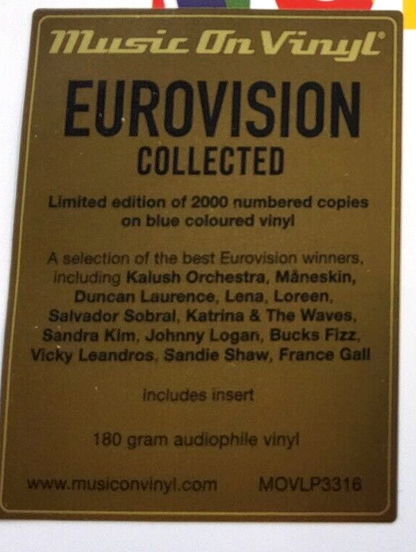 Music On Vinyl®
EUROVISION
COLLECTED
Limited edition of 2000 numbered copies
on blue coloured vinyl
A selection of the best Eurovision winners,
including Kalush Orchestra, Måneskin,
Duncan Laurence, Lena, Loreen,
Salvador Sobral, Katrina & The Waves,
Sandra Kim, Johnny Logan, Bucks Fizz,
Vicky Leandros, Sandie Shaw, France Gall
includes insert
180 gram audiophile vinyl
www.musiconvinyl.com MOVLP3316